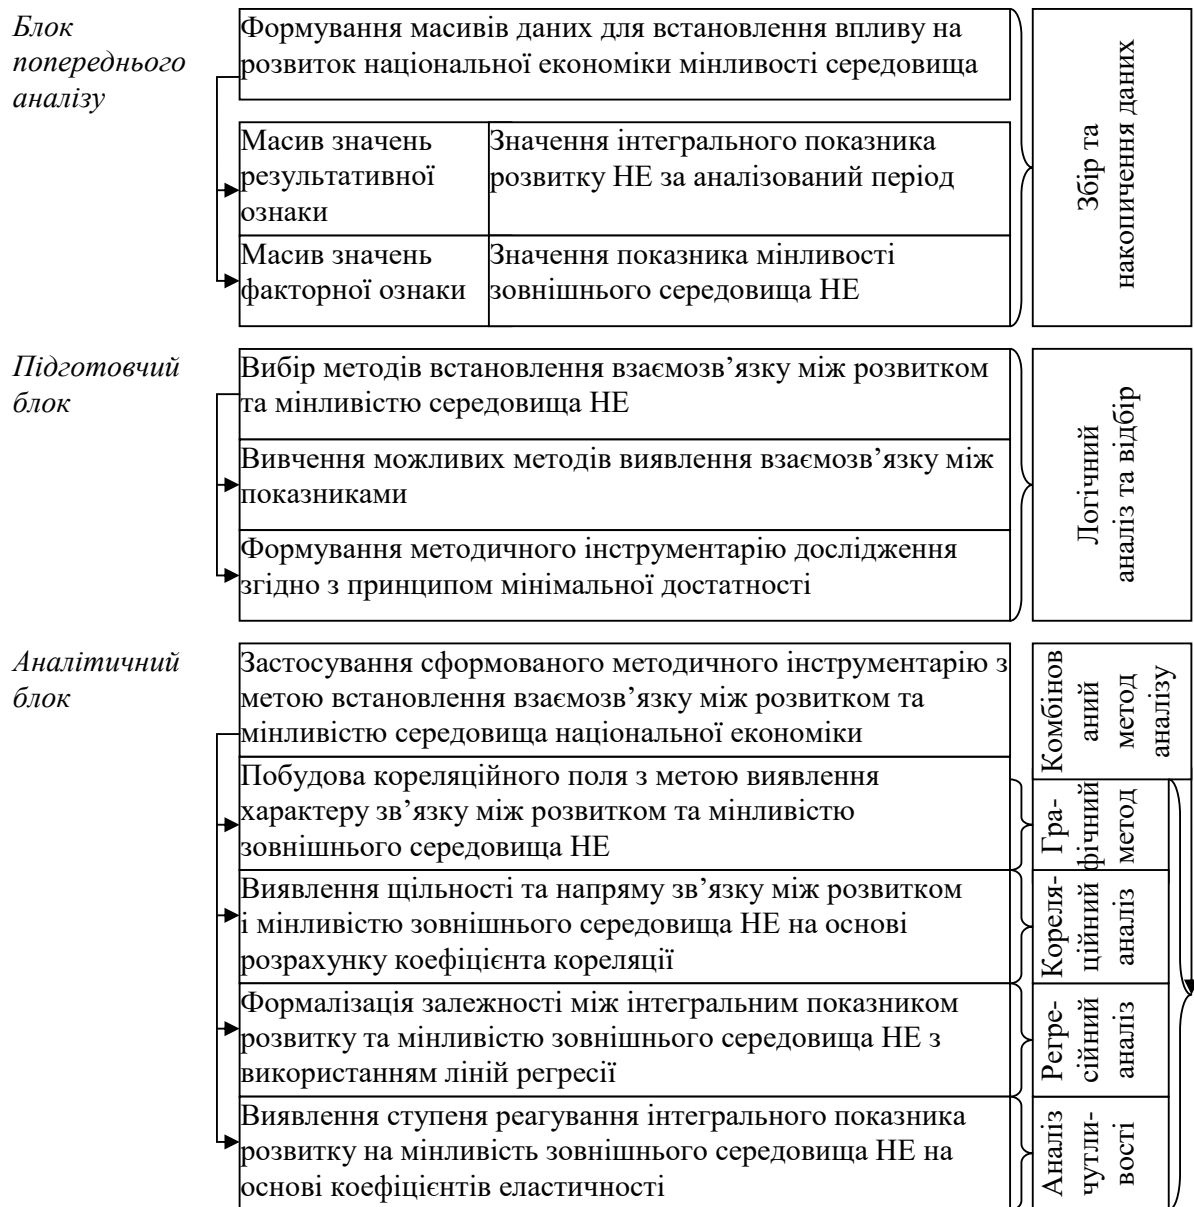 Блок
попереднього
аналізу
Формування масивів даних для встановлення впливу на
розвиток національної економіки мінливості середовища
Масив значень
результативної
ознаки
Значення інтегрального показника
розвитку НЕ за аналізований період
Масив значень
факторної ознаки
Значення показника мінливості
зовнішнього середовища НЕ
Збір та
накопичення даних
Підготовчий
блок
Вибір методів встановлення взаємозв’язку між розвитком
та мінливістю середовища НЕ
Вивчення можливих методів виявлення взаємозв’язку між
показниками
Формування методичного інструментарію дослідження
згідно з принципом мінімальної достатності
Логічний
аналіз та відбір
Аналітичний
блок
Застосування сформованого методичного інструментарію з
метою встановлення взаємозв’язку між розвитком та
мінливістю середовища національної економіки
Комбінов
аний
метод
аналізу
Побудова кореляційного поля з метою виявлення
характеру зв’язку між розвитком та мінливістю
зовнішнього середовища НЕ
Гра-
фічний
метод
Виявлення щільності та напряму зв’язку між розвитком
і мінливістю зовнішнього середовища НЕ на основі
розрахунку коефіцієнта кореляції
Кореля-
ційний
аналіз
Формалізація залежності між інтегральним показником
розвитку та мінливістю зовнішнього середовища НЕ з
використанням ліній регресії
Регре-
сійний
аналіз
Виявлення ступеня реагування інтегрального показника
розвитку на мінливість зовнішнього середовища НЕ на
основі коефіцієнтів еластичності
Аналіз
чутли-
вості